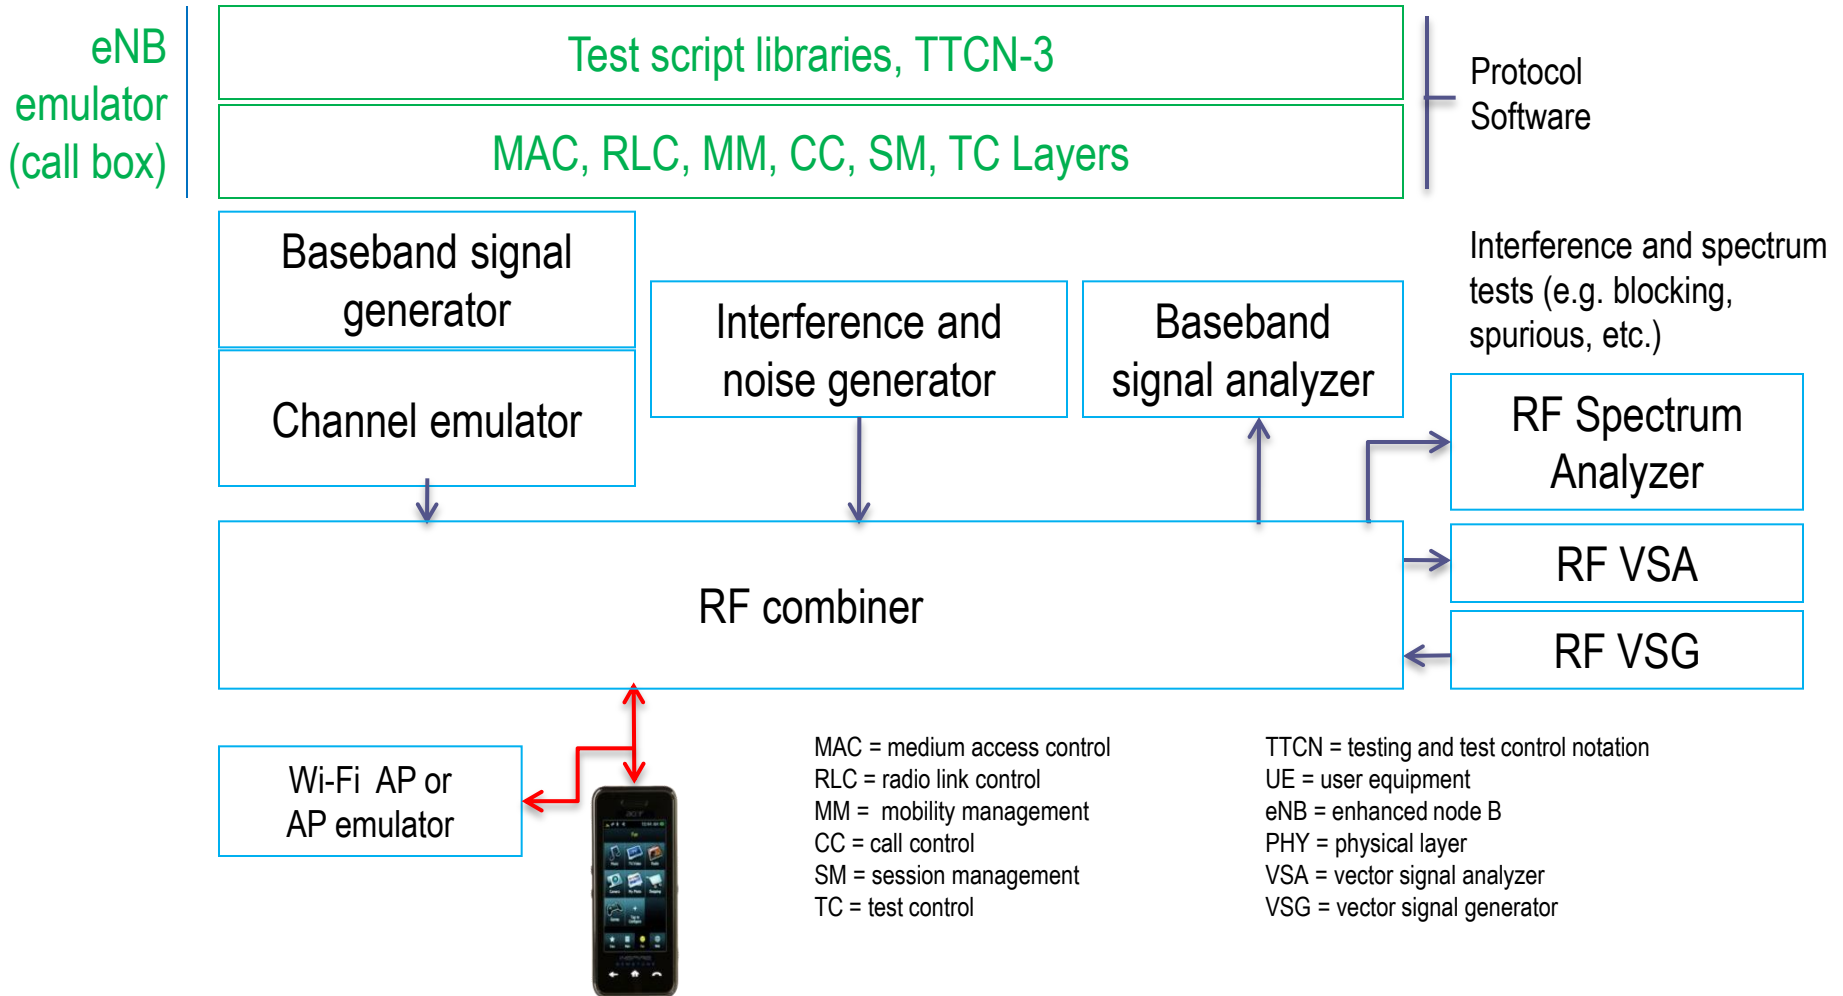 eNB
emulator
(call box)
Test script libraries, TTCN-3
MAC, RLC, MM, CC, SM, TC Layers
Protocol
Software
Baseband signal
generator
Channel emulator
Interference and
noise generator
Baseband
signal analyzer
Interference and spectrum
tests (e.g. blocking,
spurious, etc.)
RF Spectrum
Analyzer
RF VSA
RF VSG
RF combiner
Wi-Fi AP or
AP emulator
MAC = medium access control
RLC = radio link control
MM = mobility management
CC = call control
SM = session management
TC = test control
TTCN = testing and test control notation
UE = user equipment
eNB = enhanced node B
PHY = physical layer
VSA = vector signal analyzer
VSG = vector signal generator